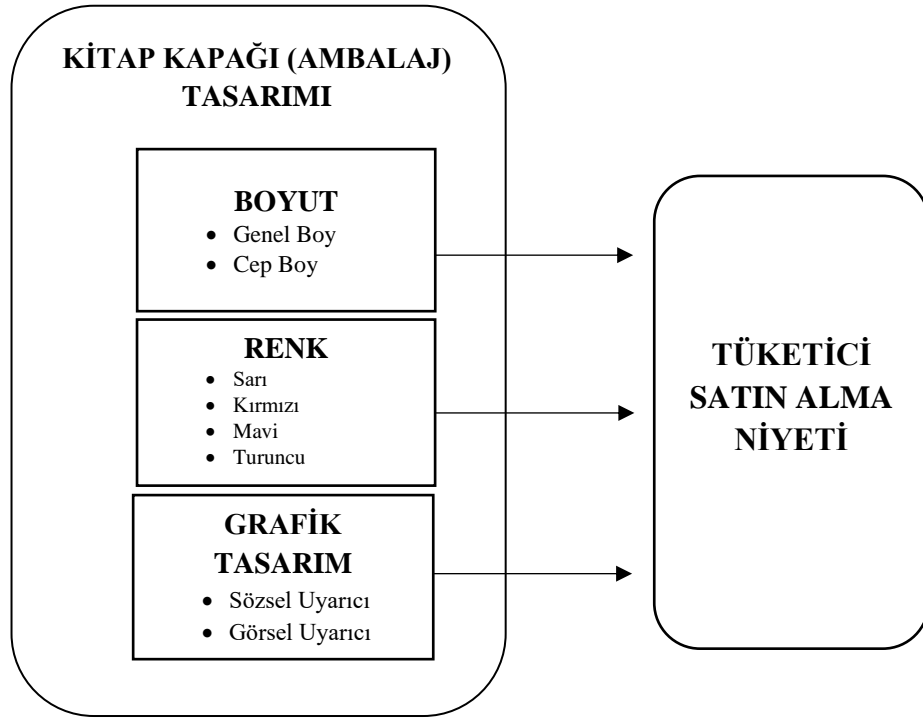 KİTAP KAPAĞI (AMBALAJ)
TASARIMI
BOYUT
• Genel Boy
• Cep Boy
RENK
• Sarı
• Kırmızı
• Mavi
• Turuncu
GRAFİK
TASARIM
• Sözsel Uyarıcı
• Görsel Uyarıcı
TÜKETİCİ
SATIN ALMA
NİYETİ